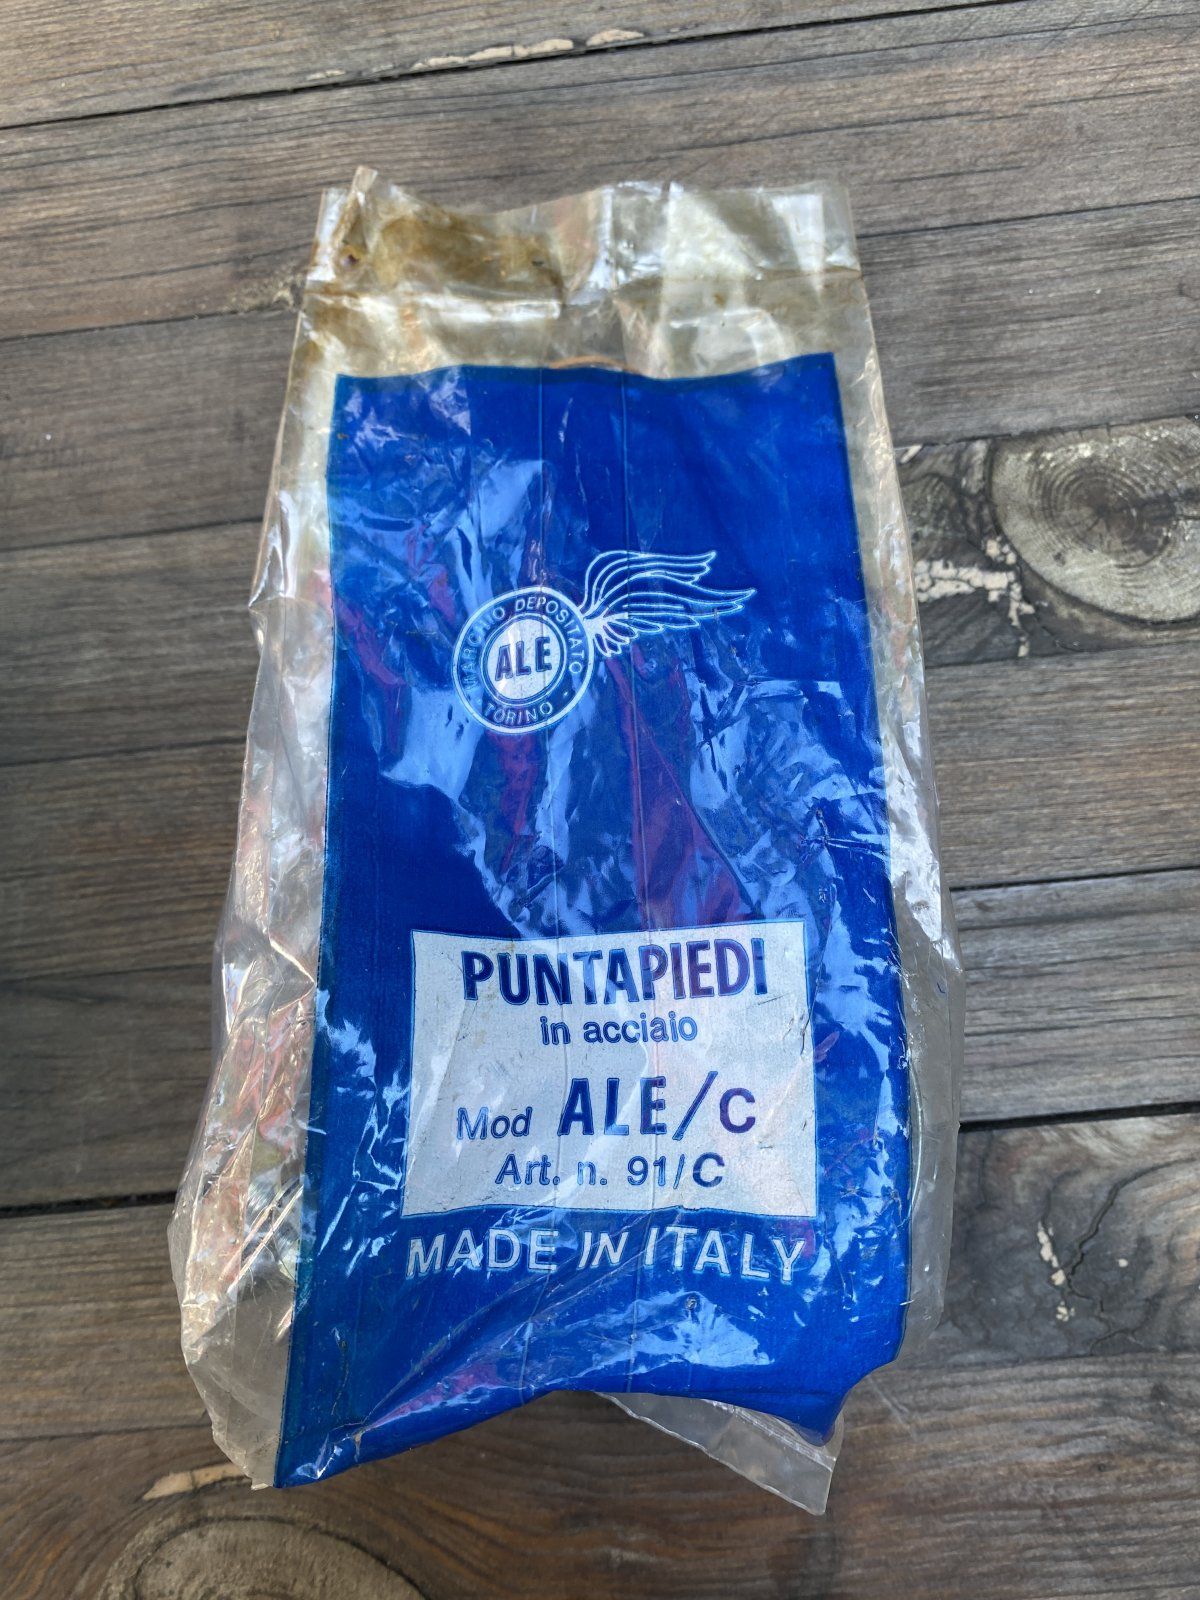 MARCHIO DEPOSITATO
ALE
TORINO
PUNTAPIEDI
in acciaio
Mod ALE/C
Art. n. 91/C
MADE IN ITALY